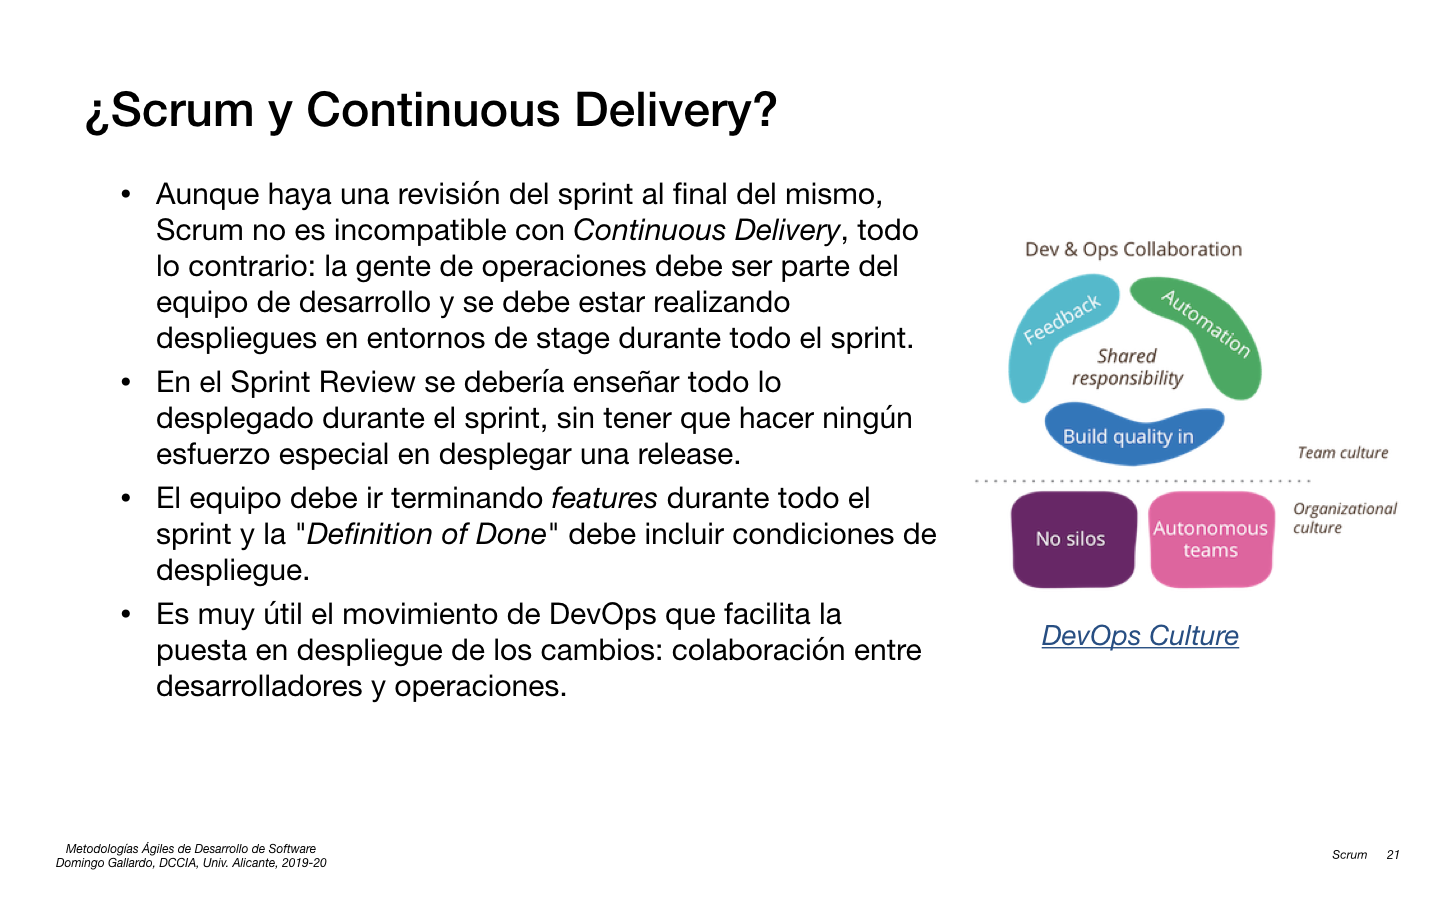 ¿Scrum y Continuous Delivery?
• Aunque haya una revisión del sprint al final del mismo,
Scrum no es incompatible con Continuous Delivery, todo
lo contrario: la gente de operaciones debe ser parte del
equipo de desarrollo y se debe estar realizando
despliegues en entornos de stage durante todo el sprint.
• En el Sprint Review se debería enseñar todo lo
desplegado durante el sprint, sin tener que hacer ningún
esfuerzo especial en desplegar una release.
• El equipo debe ir terminando features durante todo el
sprint y la "Definition of Done" debe incluir condiciones de
despliegue.
• Es muy útil el movimiento de DevOps que facilita la
puesta en despliegue de los cambios: colaboración entre
desarrolladores y operaciones.
Dev & Ops Collaboration
Feedback
Automation
Shared
responsibility
Build quality in
Team culture
Organizational
culture
No silos
Autonomous
teams
DevOps Culture
Metodologías Ágiles de Desarrollo de Software
Domingo Gallardo, DCCIA, Univ. Alicante, 2019-20
Scrum 21